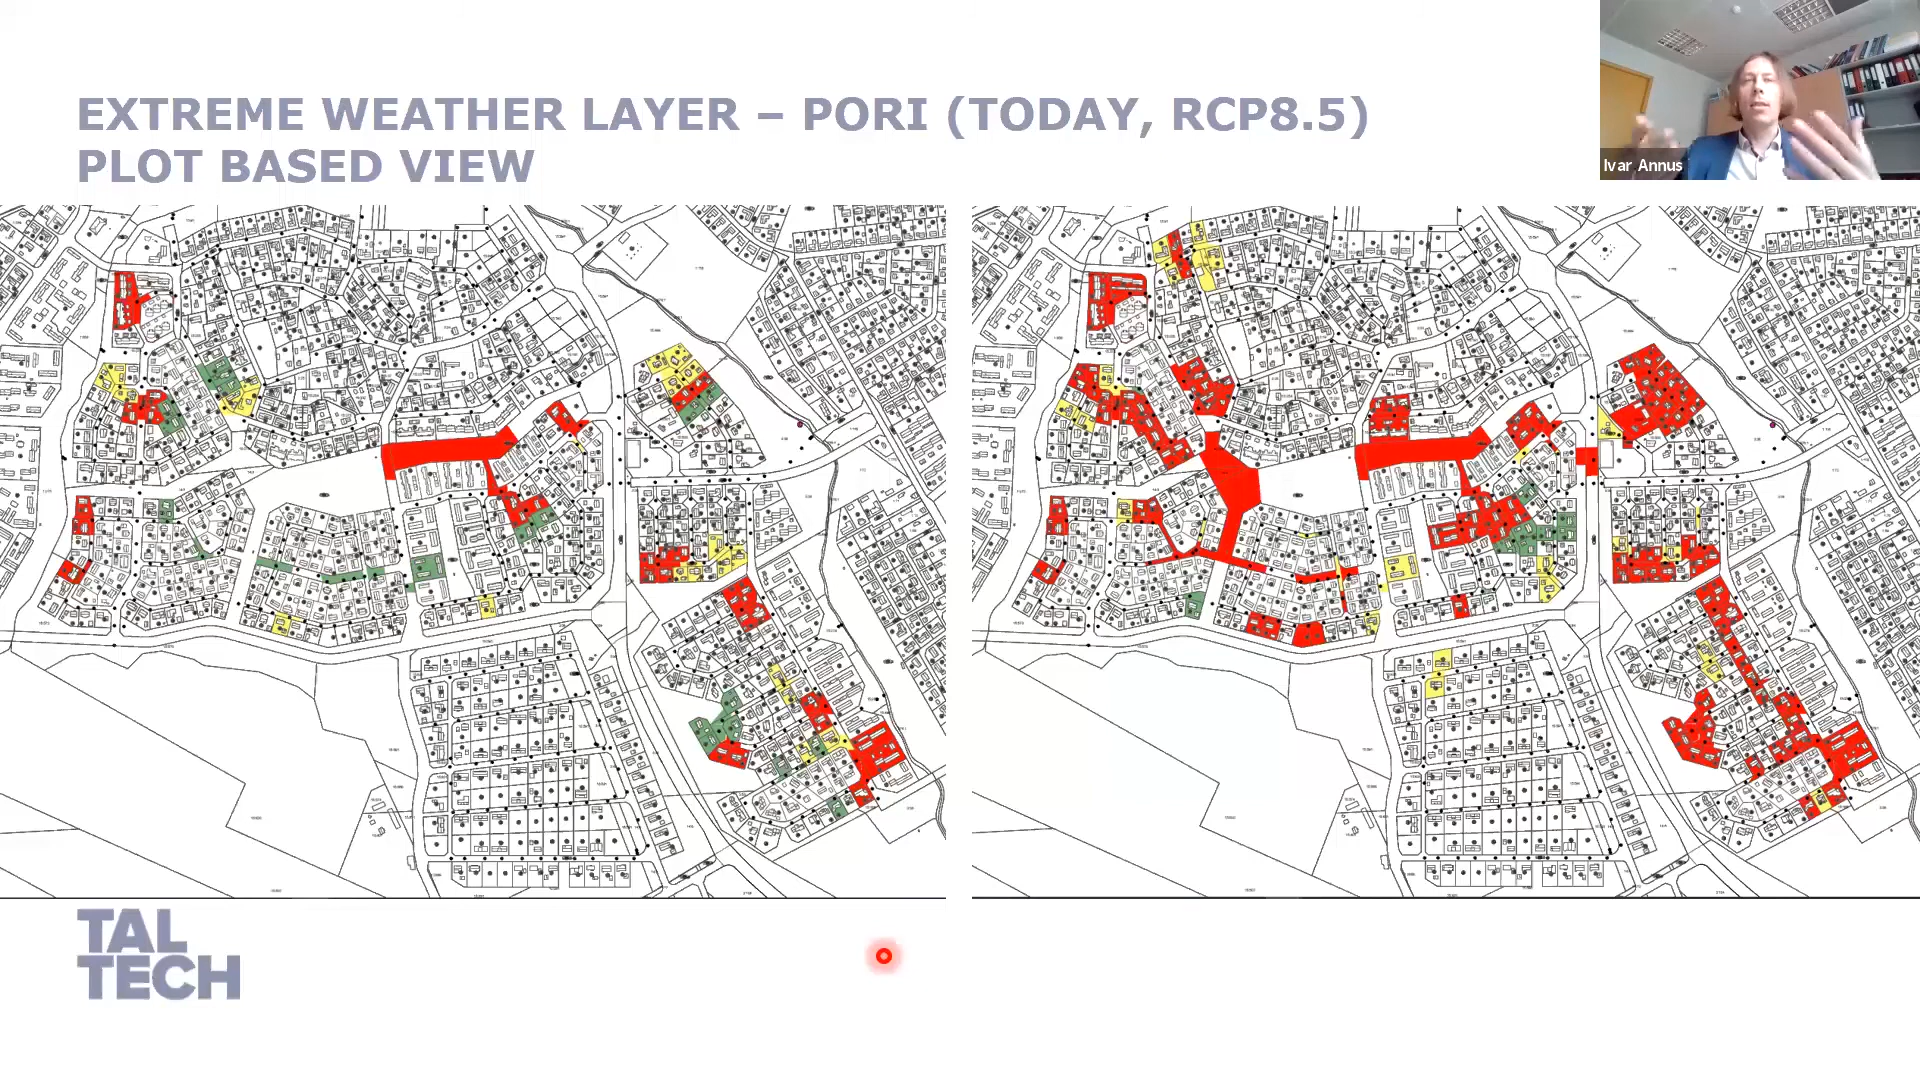 EXTREME WEATHER LAYER – PORI (TODAY, RCP8.5)
PLOT BASED VIEW
Ivar Annus
TAL
TECH